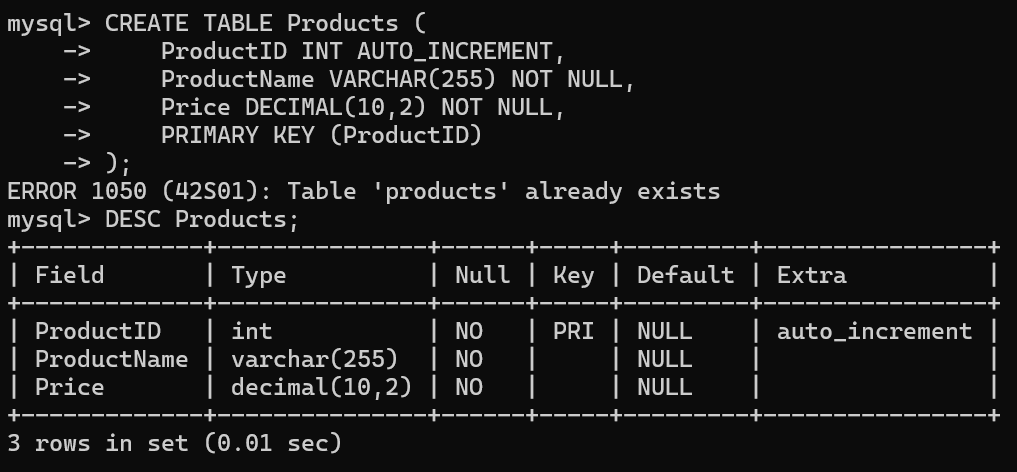 mysql> CREATE TABLE Products (
    ->     ProductID INT AUTO_INCREMENT,
    ->     ProductName VARCHAR(255) NOT NULL,
    ->     Price DECIMAL(10,2) NOT NULL,
    ->     PRIMARY KEY (ProductID)
    -> );
ERROR 1050 (42S01): Table 'products' already exists
mysql> DESC Products;
+-------------+---------------+------+-----+---------+----------------+
| Field       | Type          | Null | Key | Default | Extra          |
+-------------+---------------+------+-----+---------+----------------+
| ProductID   | int           | NO   | PRI | NULL    | auto_increment |
| ProductName | varchar(255)  | NO   |     | NULL    |                |
| Price       | decimal(10,2) | NO   |     | NULL    |                |
+-------------+---------------+------+-----+---------+----------------+
3 rows in set (0.01 sec)